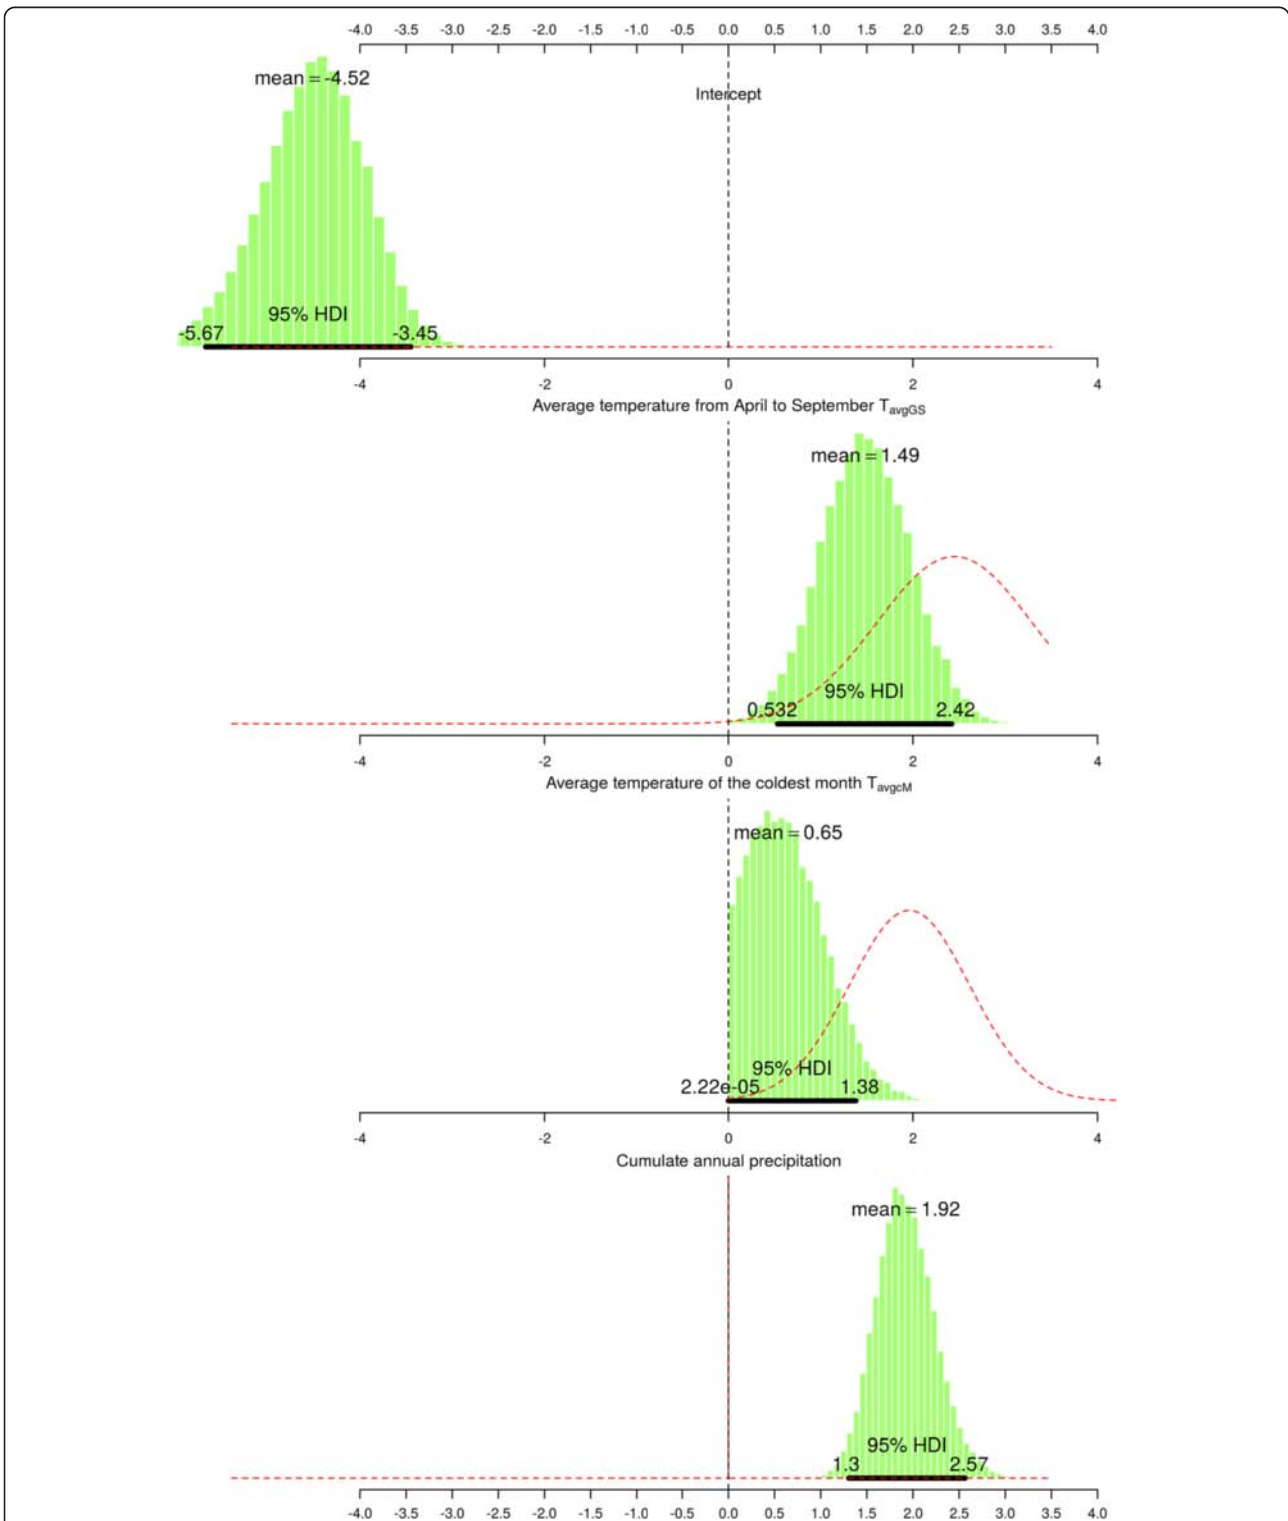 -4.0 -3.5 -3.0 -2.5 -2.0 -1.5 -1.0 -0.5 0.0 0.5 1.0 1.5 2.0 2.5 3.0 3.5 4.0
mean = -4.52
Intercept
95% HDI
-5.67 -3.45
-4 -2 0 2 4
Average temperature from April to September TavgGS
mean = 1.49
95% HDI
0.532 2.42
-4 -2 0 2 4
Average temperature of the coldest month TavgcM
mean = 0.65
95% HDI
2.22e-05 1.38
-4 -2 0 2 4
Cumulate annual precipitation
mean = 1.92
95% HDI
1.3 2.57
-4.0 -3.5 -3.0 -2.5 -2.0 -1.5 -1.0 -0.5 0.0 0.5 1.0 1.5 2.0 2.5 3.0 3.5 4.0